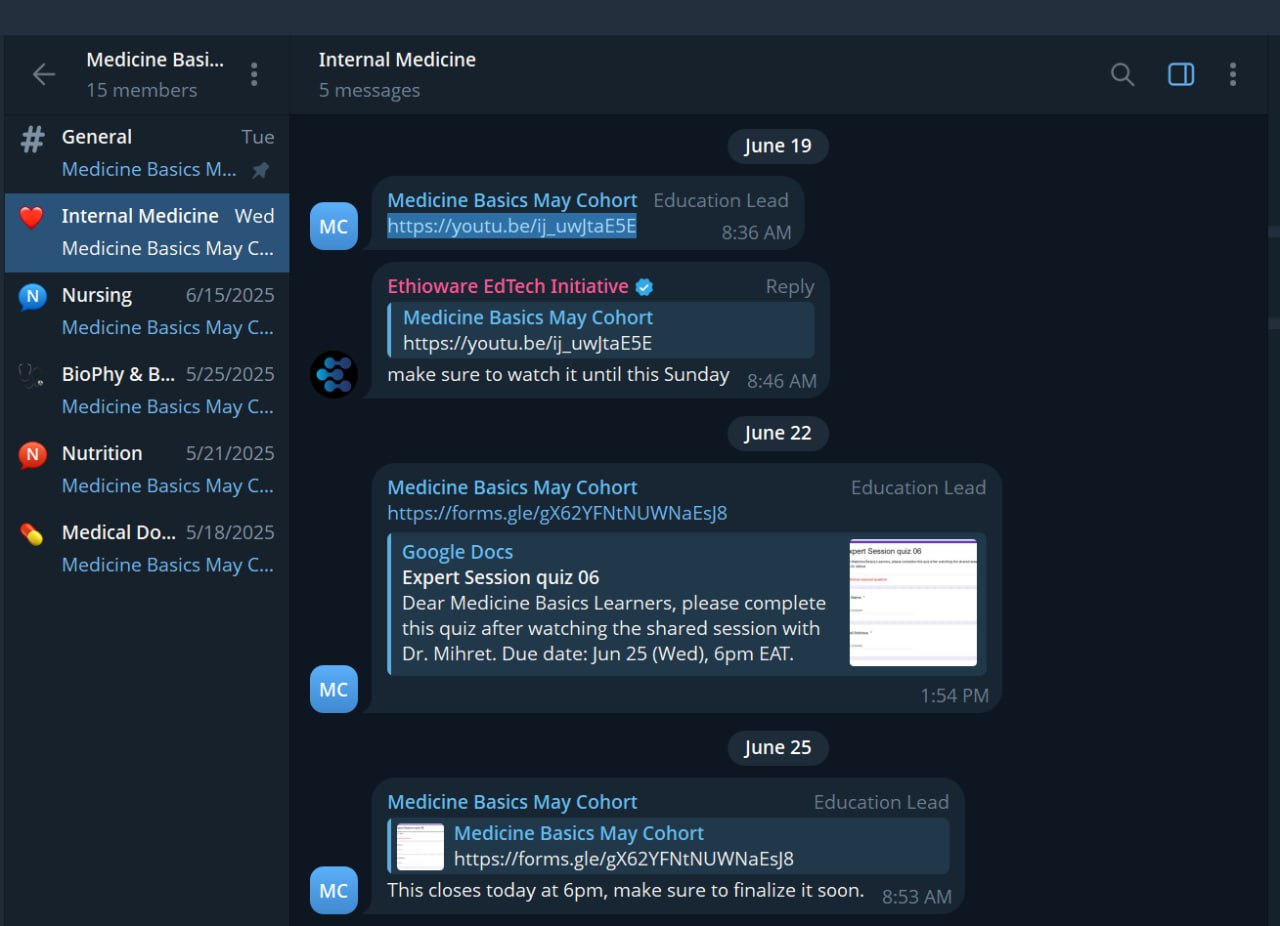 Medicine Basi...
15 members
General Tue
Medicine Basics M...
Internal Medicine Wed
Medicine Basics May C...
N
Nursing 6/15/2025
Medicine Basics May C...
BioPhy & B... 5/25/2025
Medicine Basics May C...
N
Nutrition 5/21/2025
Medicine Basics May C...
Medical Do... 5/18/2025
Medicine Basics May C...
Internal Medicine
5 messages
June 19
MC
Medicine Basics May Cohort Education Lead
https://youtu.be/ij_uwJtaE5E
8:36 AM
Ethioware EdTech Initiative Reply
Medicine Basics May Cohort
https://youtu.be/ij_uwJtaE5E
make sure to watch it until this Sunday 8:46 AM
June 22
Medicine Basics May Cohort Education Lead
https://forms.gle/gX62YFNtNUWNaEsJ8
Google Docs
Expert Session quiz 06
Dear Medicine Basics Learners, please complete
this quiz after watching the shared session with
Dr. Mihret. Due date: Jun 25 (Wed), 6pm EAT.
xpert Session quiz 06
MC
1:54 PM
June 25
Medicine Basics May Cohort Education Lead
Medicine Basics May Cohort
https://forms.gle/gX62YFNtNUWNaEsJ8
MC
This closes today at 6pm, make sure to finalize it soon. 8:53 AM